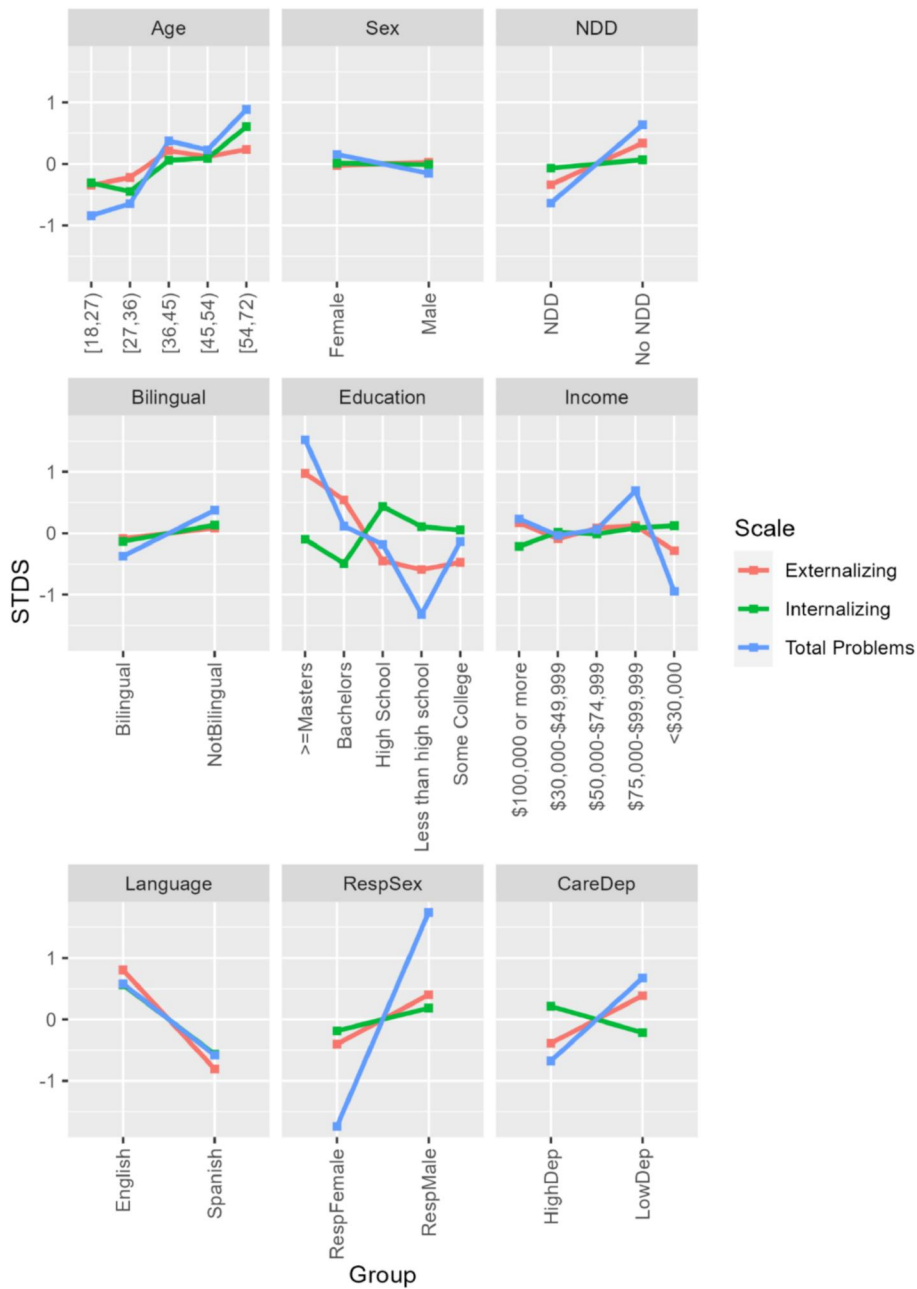 Age Sex NDD
1
0
-1
[18,27) [27,36) [36,45) [45,54) [54,72) Female Male NDD No NDD
Bilingual Education Income
1
0
-1
Bilingual NotBilingual >=Masters Bachelors High School Less than high school Some College $100,000 or more $30,000-$49,999 $50,000-$74,999 $75,000-$99,999 <$30,000
STDS
Scale
Externalizing
Internalizing
Total Problems
Language RespSex CareDep
1
0
-1
English Spanish RespFemale RespMale HighDep LowDep
Group